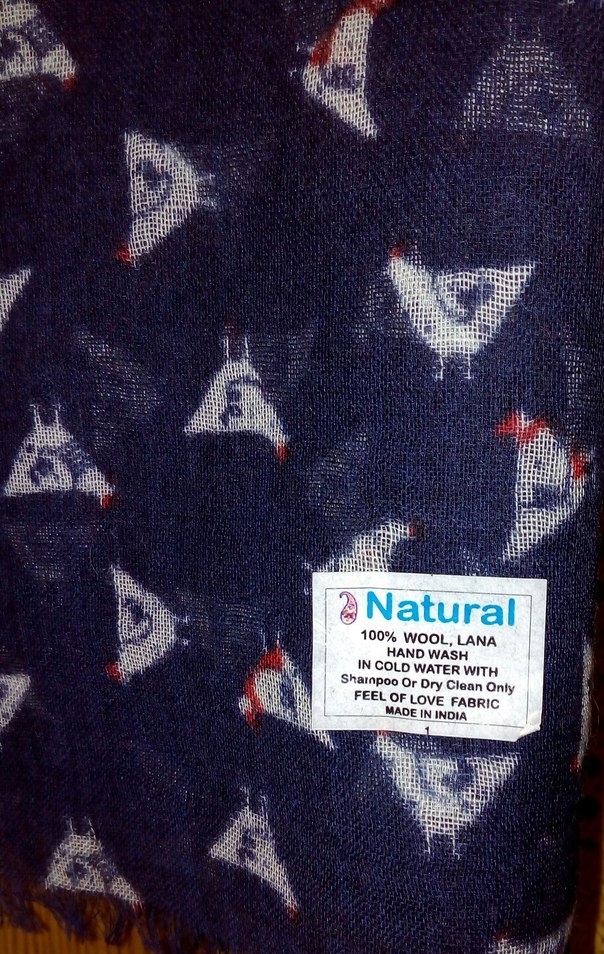 Natural
100% WOOL, LANA
HAND WASH
IN COLD WATER WITH
Shampoo Or Dry Clean Only
FEEL OF LOVE FABRIC
MADE IN INDIA
1